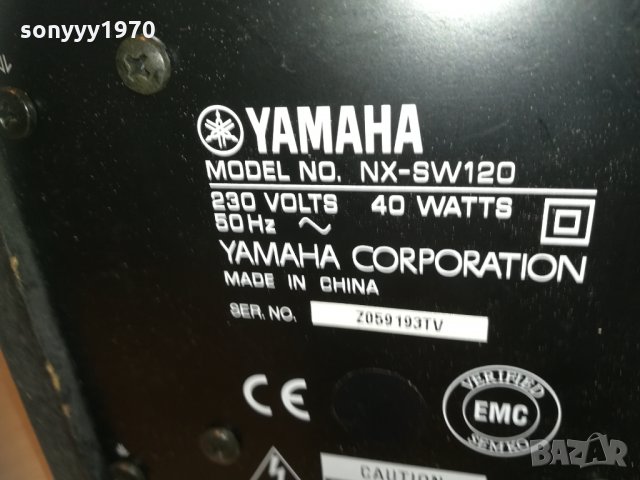 sonyyy1970
YAMAHA
MODEL NO. NX-SW120
230 VOLTS 40 WATTS
50Hz ~
YAMAHA CORPORATION
MADE IN CHINA
SER. NO. Z059193TV
CE
VERIFIED
EMC
SEMKO
CAUTION
BAZAR